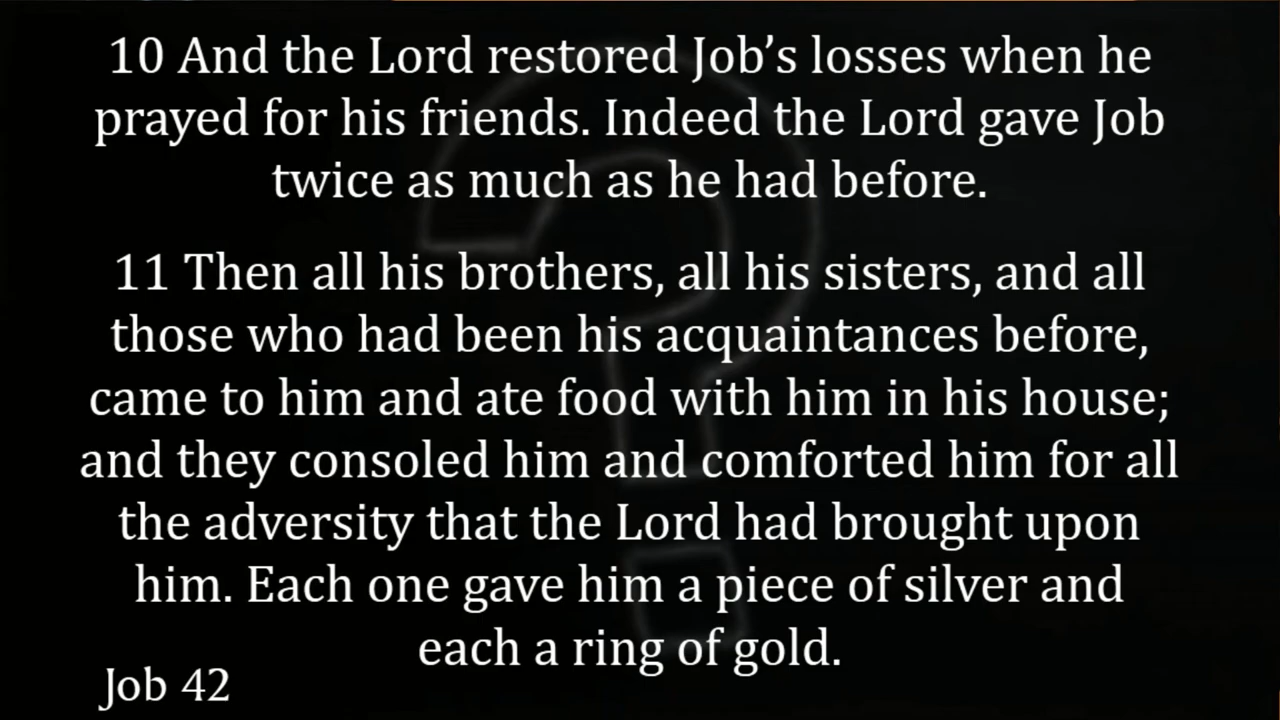 10 And the Lord restored Job’s losses when he
prayed for his friends. Indeed the Lord gave Job
twice as much as he had before.
11 Then all his brothers, all his sisters, and all
those who had been his acquaintances before,
came to him and ate food with him in his house;
and they consoled him and comforted him for all
the adversity that the Lord had brought upon
him. Each one gave him a piece of silver and
each a ring of gold.
Job 42